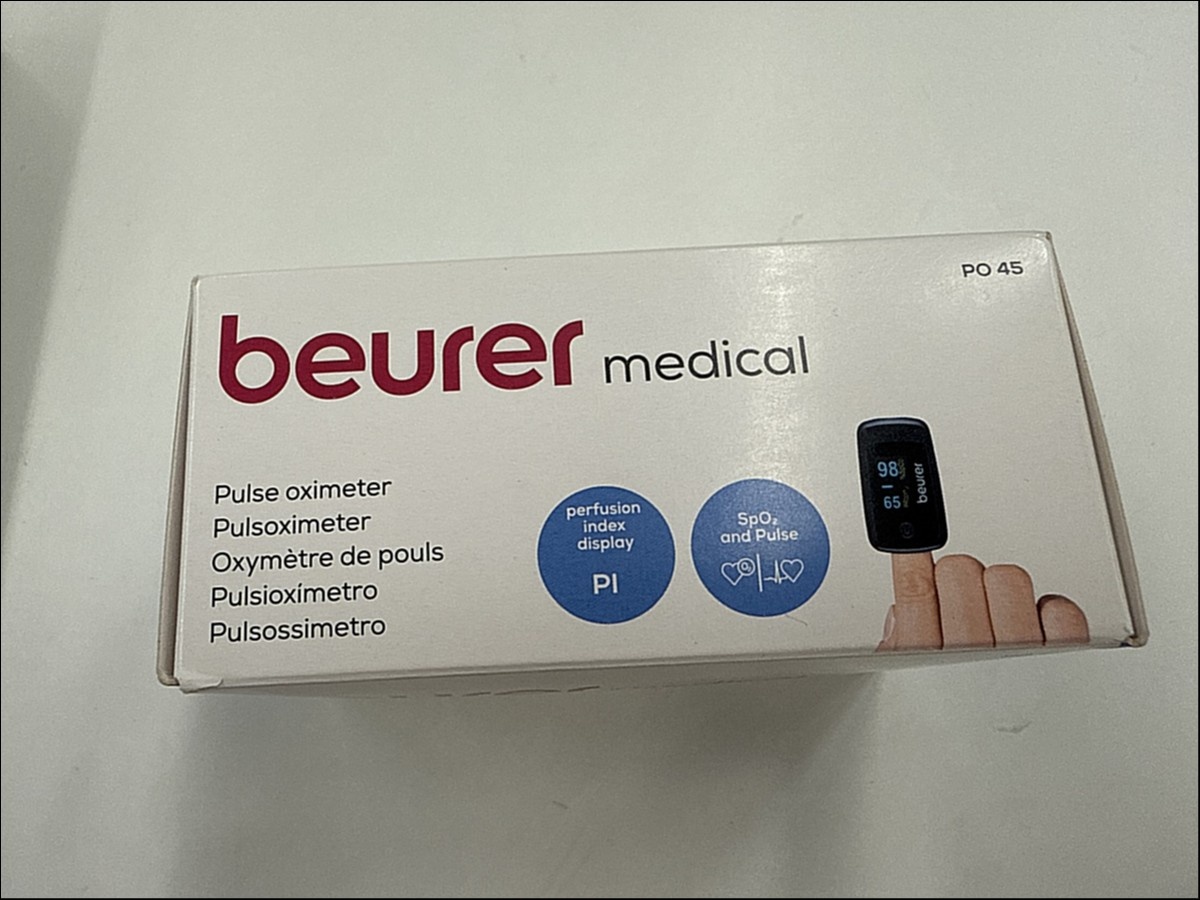 PO 45
beurer medical
Pulse oximeter
Pulsoximeter
Oxymètre de pouls
Pulsioxímetro
Pulsossimetro
perfusion
index
display
PI
SpO₂
and Pulse
O₂
98
65
beurer